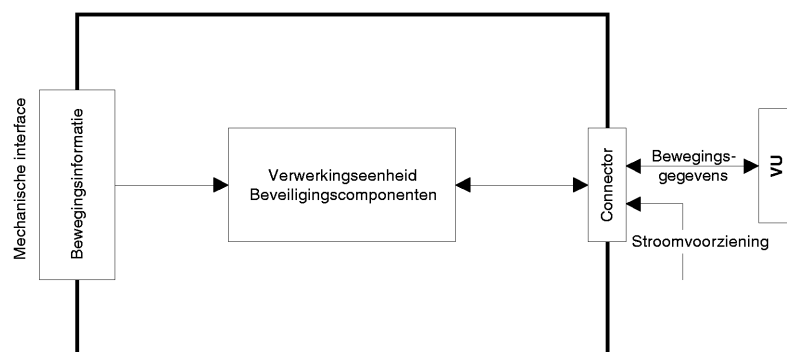 Mechanische interface
Bewegingsinformatie
Verwerkingseenheid
Beveiligingscomponenten
Connector
Bewegings-
gegevens
VU
Stroomvoorziening